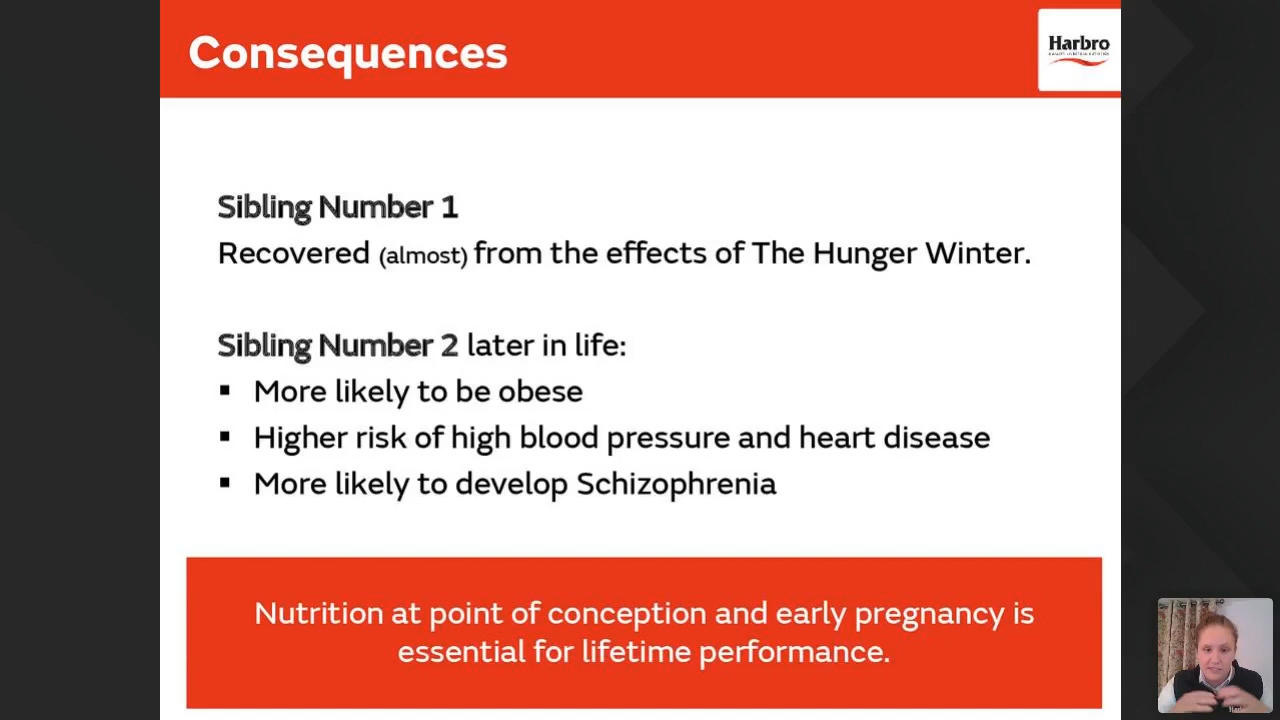 Consequences
Harbro
Sibling Number 1
Recovered (almost) from the effects of The Hunger Winter.
Sibling Number 2 later in life:
▪ More likely to be obese
▪ Higher risk of high blood pressure and heart disease
▪ More likely to develop Schizophrenia
Nutrition at point of conception and early pregnancy is
essential for lifetime performance.